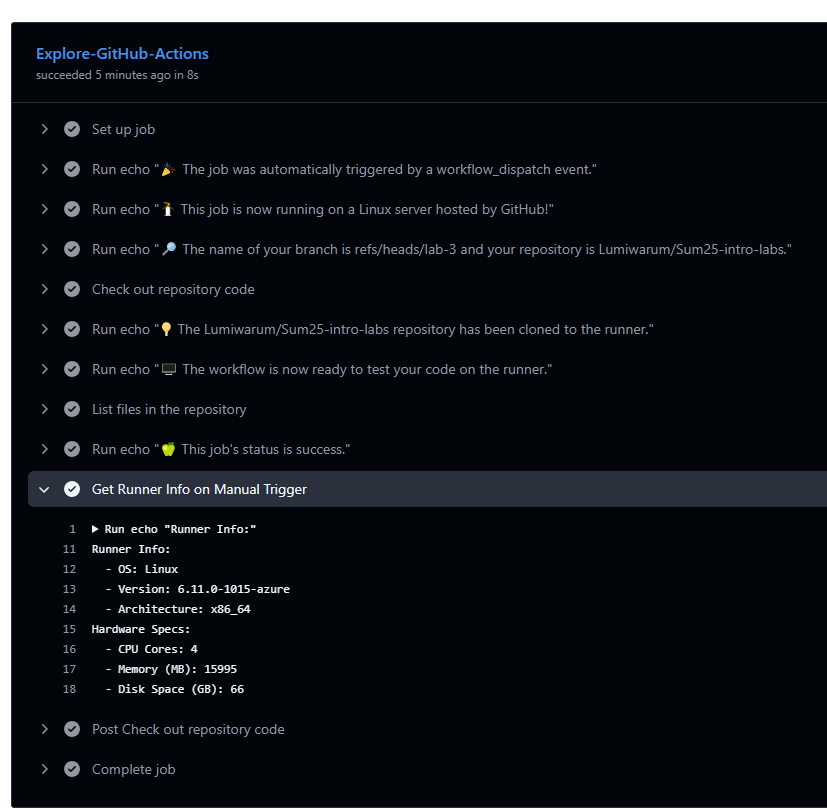 Explore-GitHub-Actions
succeeded 5 minutes ago in 8s
Set up job
Run echo "🎉 The job was automatically triggered by a workflow_dispatch event."
Run echo "🐧 This job is now running on a Linux server hosted by GitHub!"
Run echo "🔎 The name of your branch is refs/heads/lab-3 and your repository is Lumiwarum/Sum25-intro-labs."
Check out repository code
Run echo "💡 The Lumiwarum/Sum25-intro-labs repository has been cloned to the runner."
Run echo "🖥️ The workflow is now ready to test your code on the runner."
List files in the repository
Run echo "🍏 This job's status is success."
Get Runner Info on Manual Trigger
1 ▶ Run echo "Runner Info:"
11 Runner Info:
12 - OS: Linux
13 - Version: 6.11.0-1015-azure
14 - Architecture: x86_64
15 Hardware Specs:
16 - CPU Cores: 4
17 - Memory (MB): 15995
18 - Disk Space (GB): 66
Post Check out repository code
Complete job